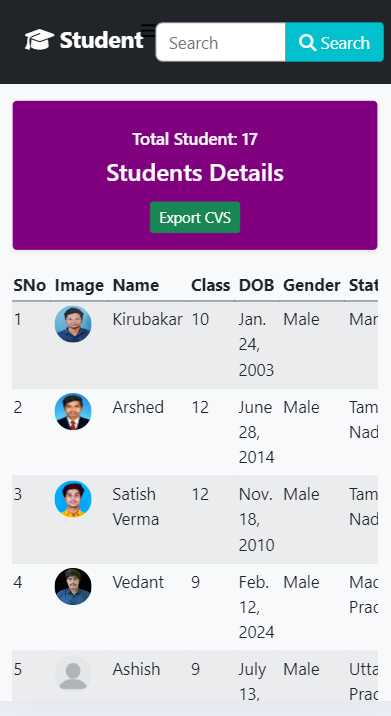 Student
Search
Search
Total Student: 17
Students Details
Export CVS
SNo Image Name Class DOB Gender Stat
1 Kirubakar 10 Jan. 24, 2003 Male Mar
2 Arshed 12 June 28, 2014 Male Tam Nad
3 Satish Verma 12 Nov. 18, 2010 Male Tam Nad
4 Vedant 9 Feb. 12, 2024 Male Mad Prad
5 Ashish 9 July 13, Male Utta Prad